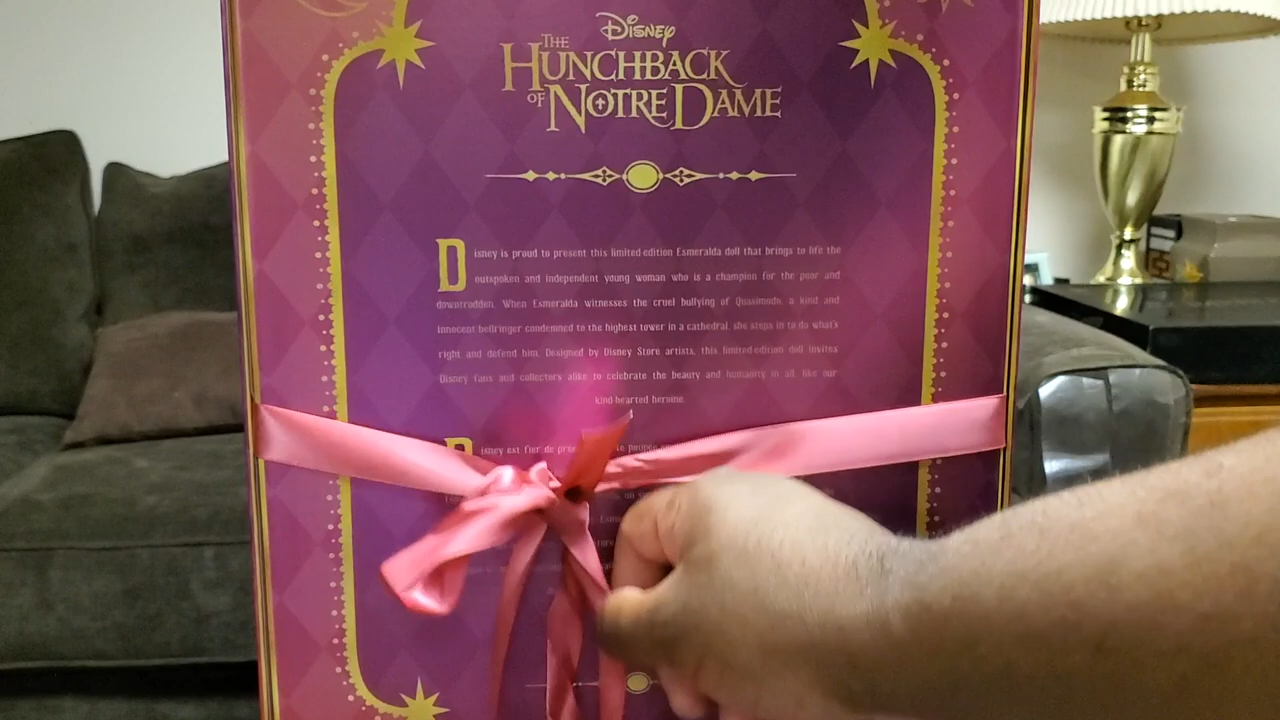 Disney
THE
HUNCHBACK
OF NOTRE DAME
Disney is proud to present this limited edition Esmeralda doll that brings to life the
outspoken and independent young woman who is a champion for the poor and
downtrodden. When Esmeralda witnesses the cruel bullying of Quasimodo, a kind and
innocent bellringer condemned to the highest tower in a cathedral, she steps in to do what's
right and defend him. Designed by Disney Store artists, this limited edition doll invites
Disney fans and collectors alike to celebrate the beauty and humanity in all, like our
kind hearted heroine.
Disney est fier de